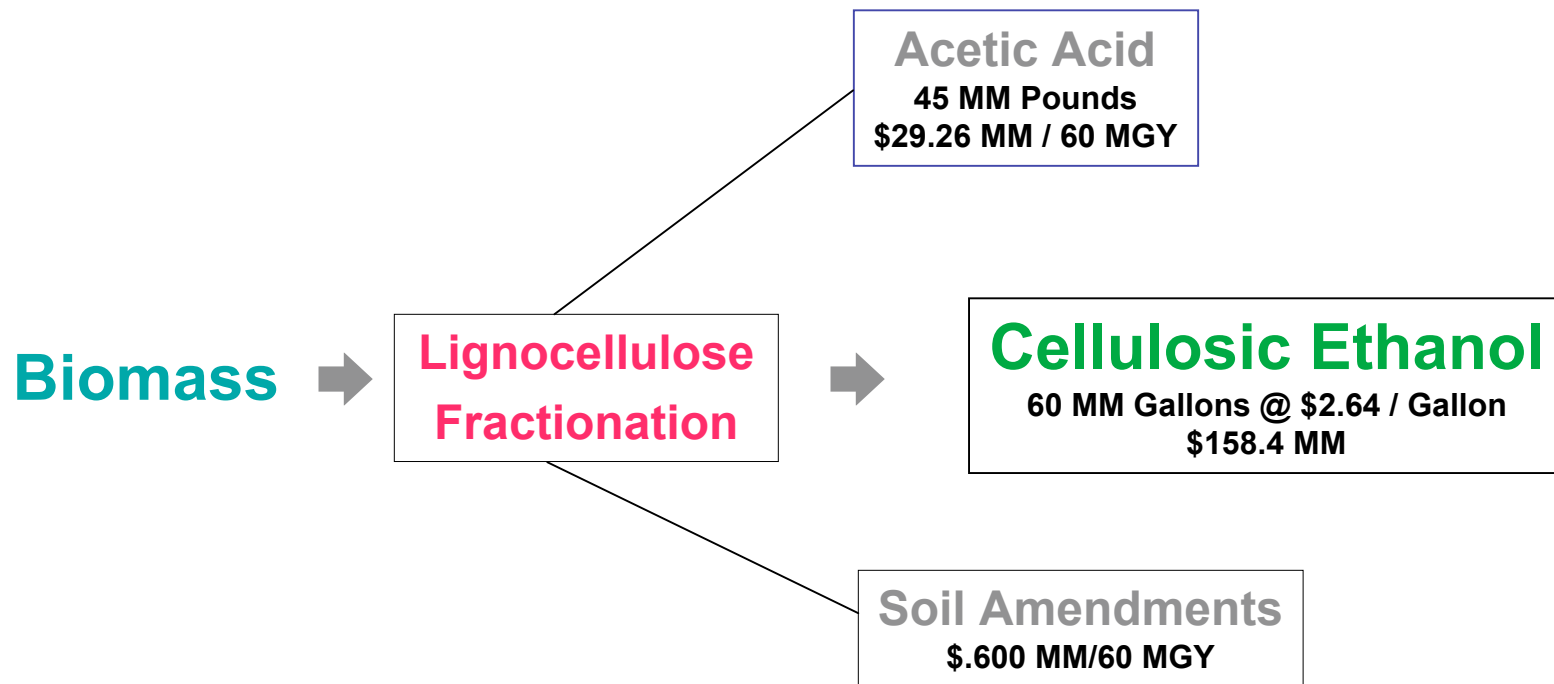 Acetic Acid
45 MM Pounds
$29.26 MM / 60 MGY
Biomass
Lignocellulose
Fractionation
Cellulosic Ethanol
60 MM Gallons @ $2.64 / Gallon
$158.4 MM
Soil Amendments
$.600 MM/60 MGY